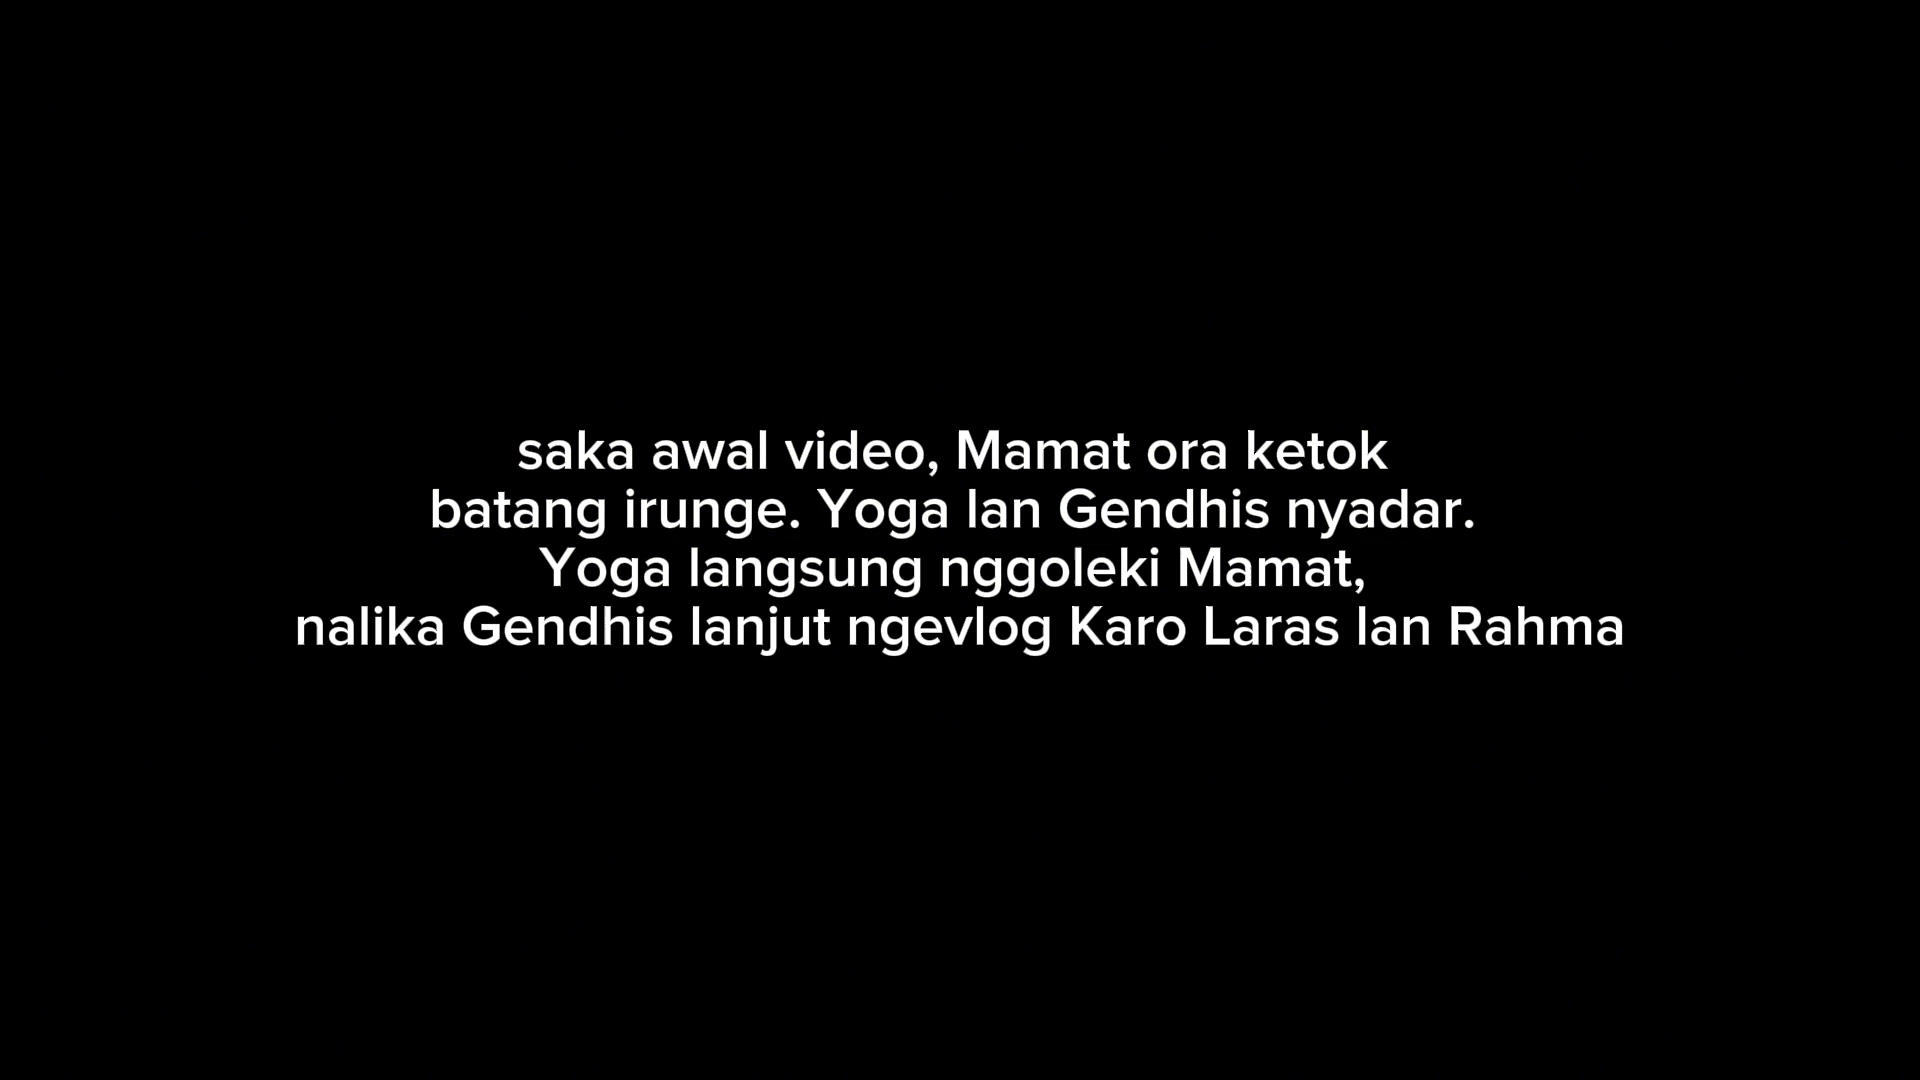 saka awal video, Mamat ora ketok
batang irunge. Yoga lan Gendhis nyadar.
Yoga langsung nggoleki Mamat,
nalika Gendhis lanjut ngevlog Karo Laras lan Rahma